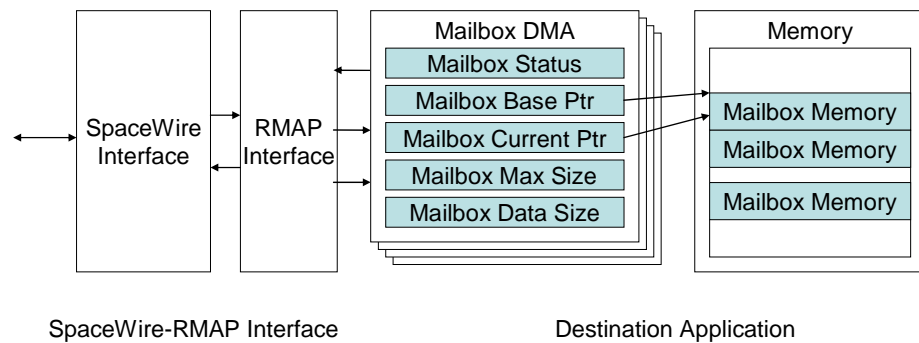 SpaceWire
Interface
RMAP
Interface
Mailbox DMA
Mailbox Status
Mailbox Base Ptr
Mailbox Current Ptr
Mailbox Max Size
Mailbox Data Size
Memory
Mailbox Memory
Mailbox Memory
Mailbox Memory
SpaceWire-RMAP Interface
Destination Application